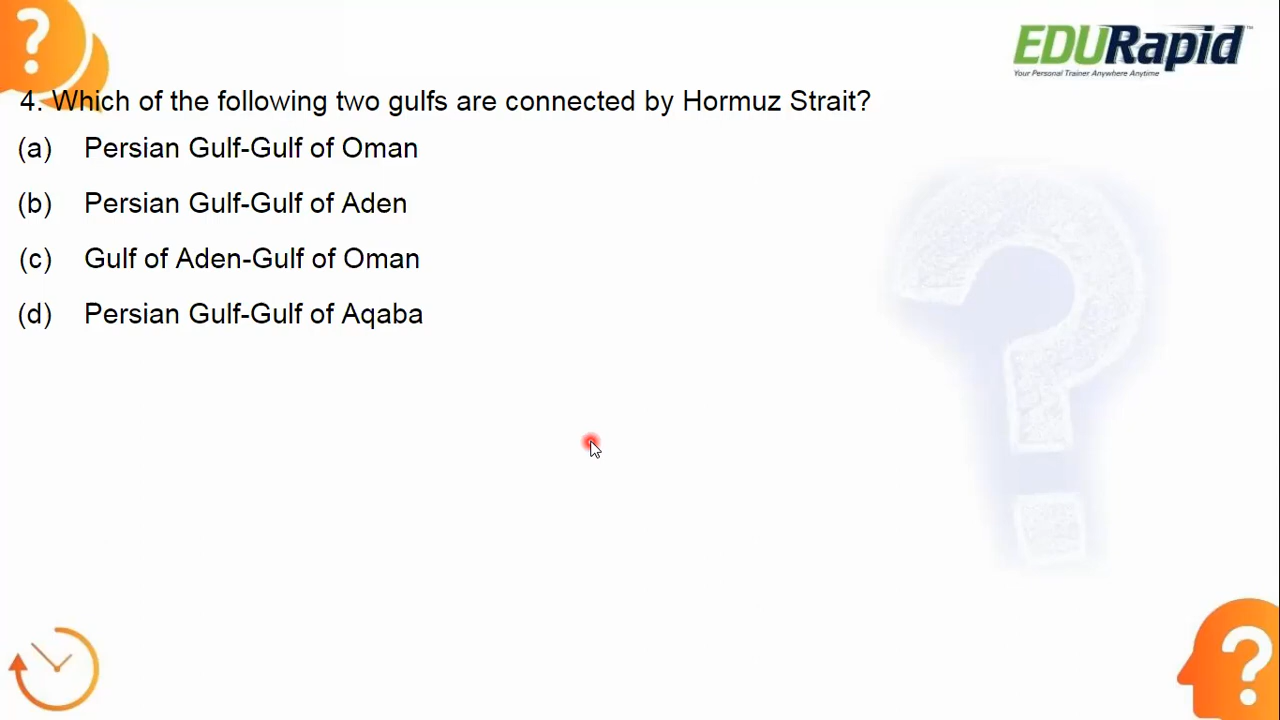 EDURapid™
Your Personal Trainer Anywhere Anytime
4. Which of the following two gulfs are connected by Hormuz Strait?
(a) Persian Gulf-Gulf of Oman
(b) Persian Gulf-Gulf of Aden
(c) Gulf of Aden-Gulf of Oman
(d) Persian Gulf-Gulf of Aqaba